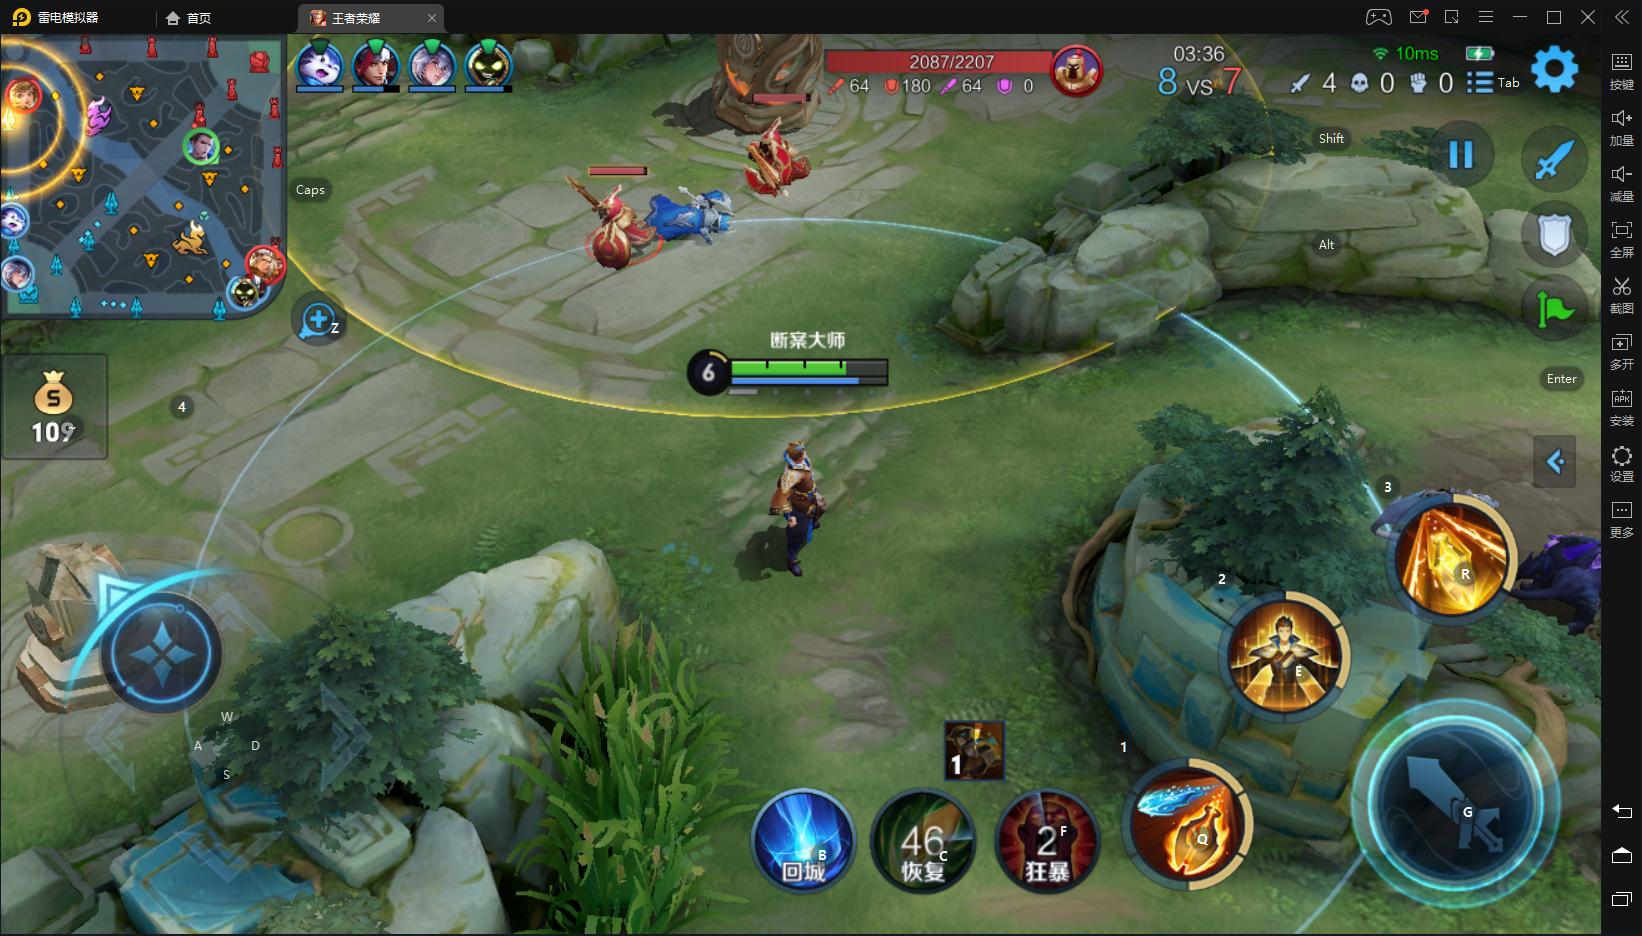 雷电模拟器
首页
王者荣耀
2087/2207
64 180 64 0
03:36
8 VS 7
10ms
4 0 0
Tab
Shift
Caps
Alt
Z
Enter
断案大师
6
109
4
3
R
2
E
1
W
A D
S
1
B
回城
46
C
恢复
2
F
狂暴
Q
G
按键
加量
减量
全屏
截图
多开
APK
安装
设置
更多